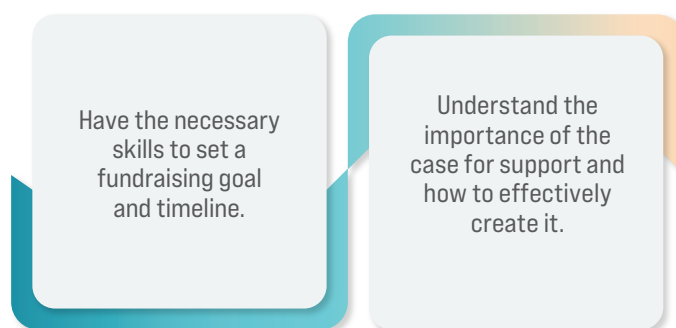 Have the necessary
skills to set a
fundraising goal
and timeline.
Understand the
importance of the
case for support and
how to effectively
create it.